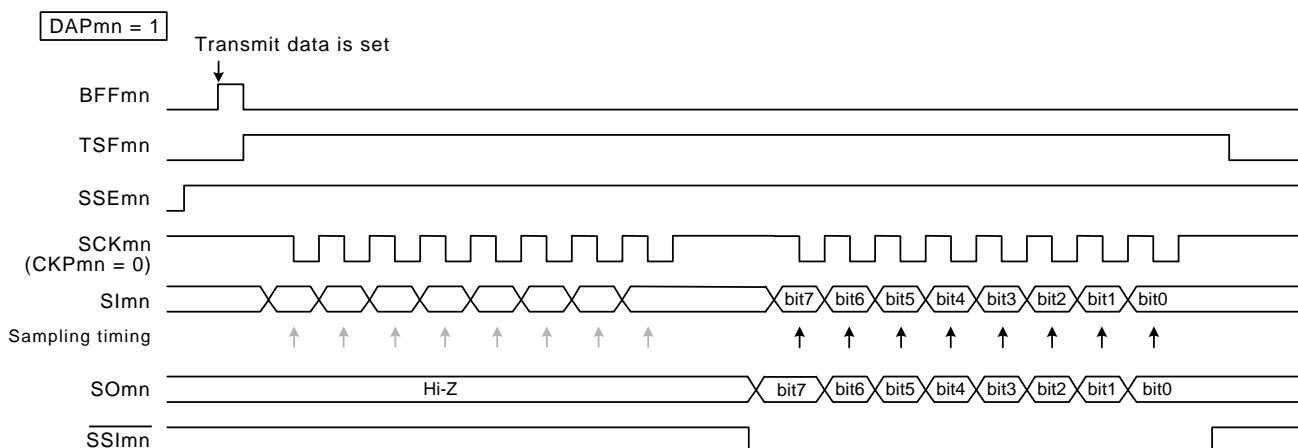 DAPmn = 1
Transmit data is set
BFFmn
TSFmn
SSEmn
SCKmn
(CKPmn = 0)
SImn bit7 bit6 bit5 bit4 bit3 bit2 bit1 bit0
Sampling timing
SOmn Hi-Z bit7 bit6 bit5 bit4 bit3 bit2 bit1 bit0
SSImn